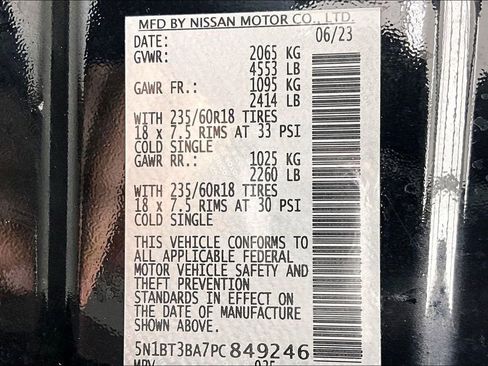 MFD BY NISSAN MOTOR CO., LTD.
DATE: 06/23
GVWR: 2065 KG
4553 LB
GAWR FR.: 1095 KG
2414 LB
WITH 235/60R18 TIRES
18 x 7.5 RIMS AT 33 PSI
COLD SINGLE
GAWR RR.: 1025 KG
2260 LB
WITH 235/60R18 TIRES
18 x 7.5 RIMS AT 30 PSI
COLD SINGLE
THIS VEHICLE CONFORMS TO
ALL APPLICABLE FEDERAL
MOTOR VEHICLE SAFETY AND
THEFT PREVENTION
STANDARDS IN EFFECT ON
THE DATE OF MANUFACTURE
SHOWN ABOVE.
5N1BT3BA7PC849246
MPV 035